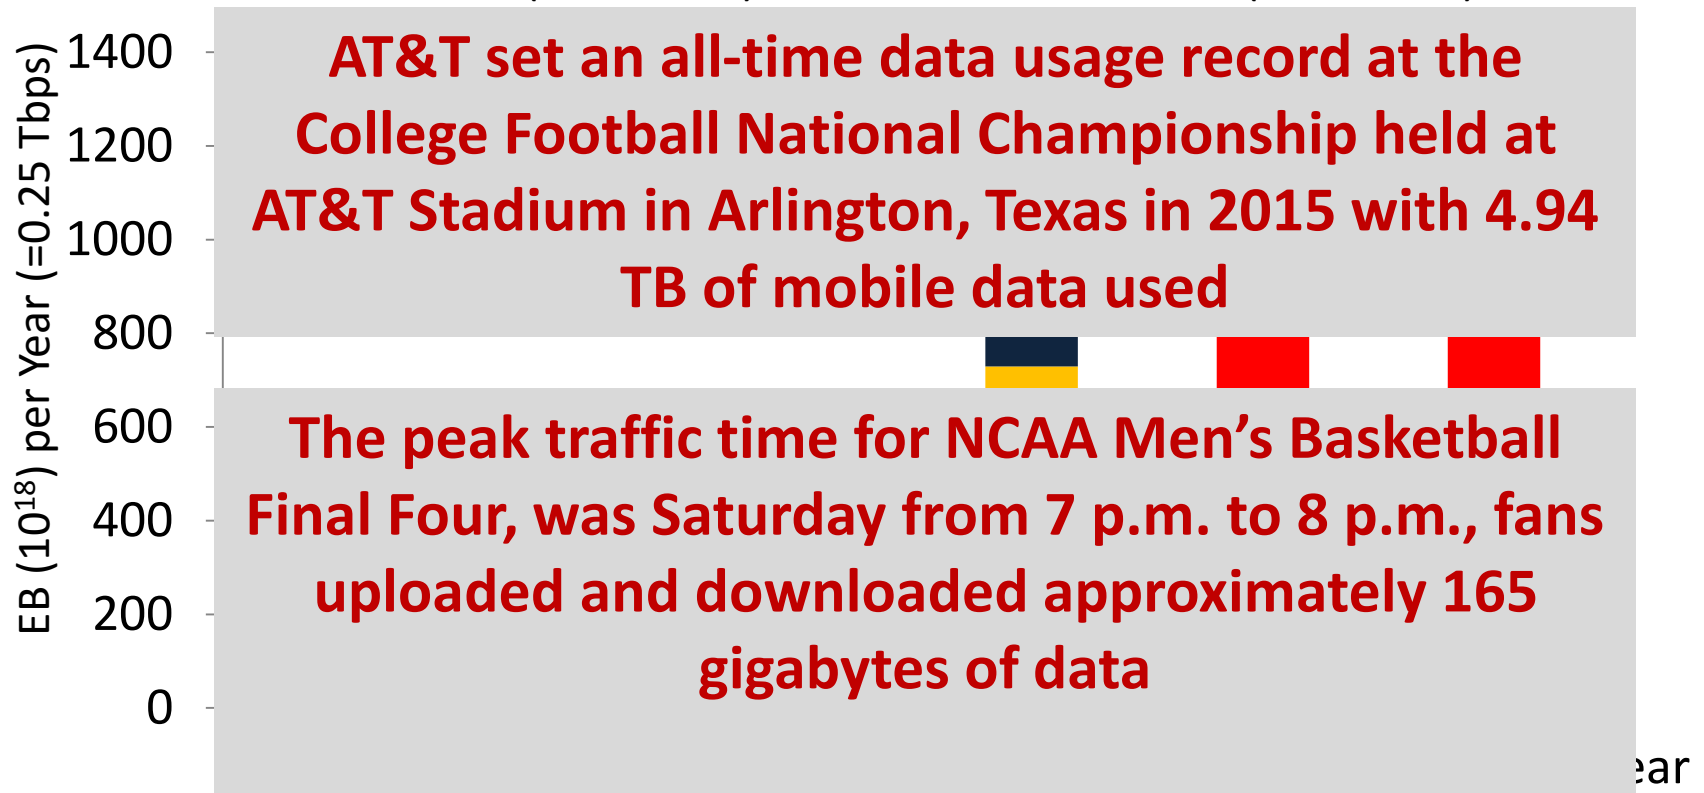 EB (10¹⁸) per Year (=0.25 Tbps)
1400
1200
1000
800
600
400
200
0
AT&T set an all-time data usage record at the
College Football National Championship held at
AT&T Stadium in Arlington, Texas in 2015 with 4.94
TB of mobile data used
The peak traffic time for NCAA Men’s Basketball
Final Four, was Saturday from 7 p.m. to 8 p.m., fans
uploaded and downloaded approximately 165
gigabytes of data